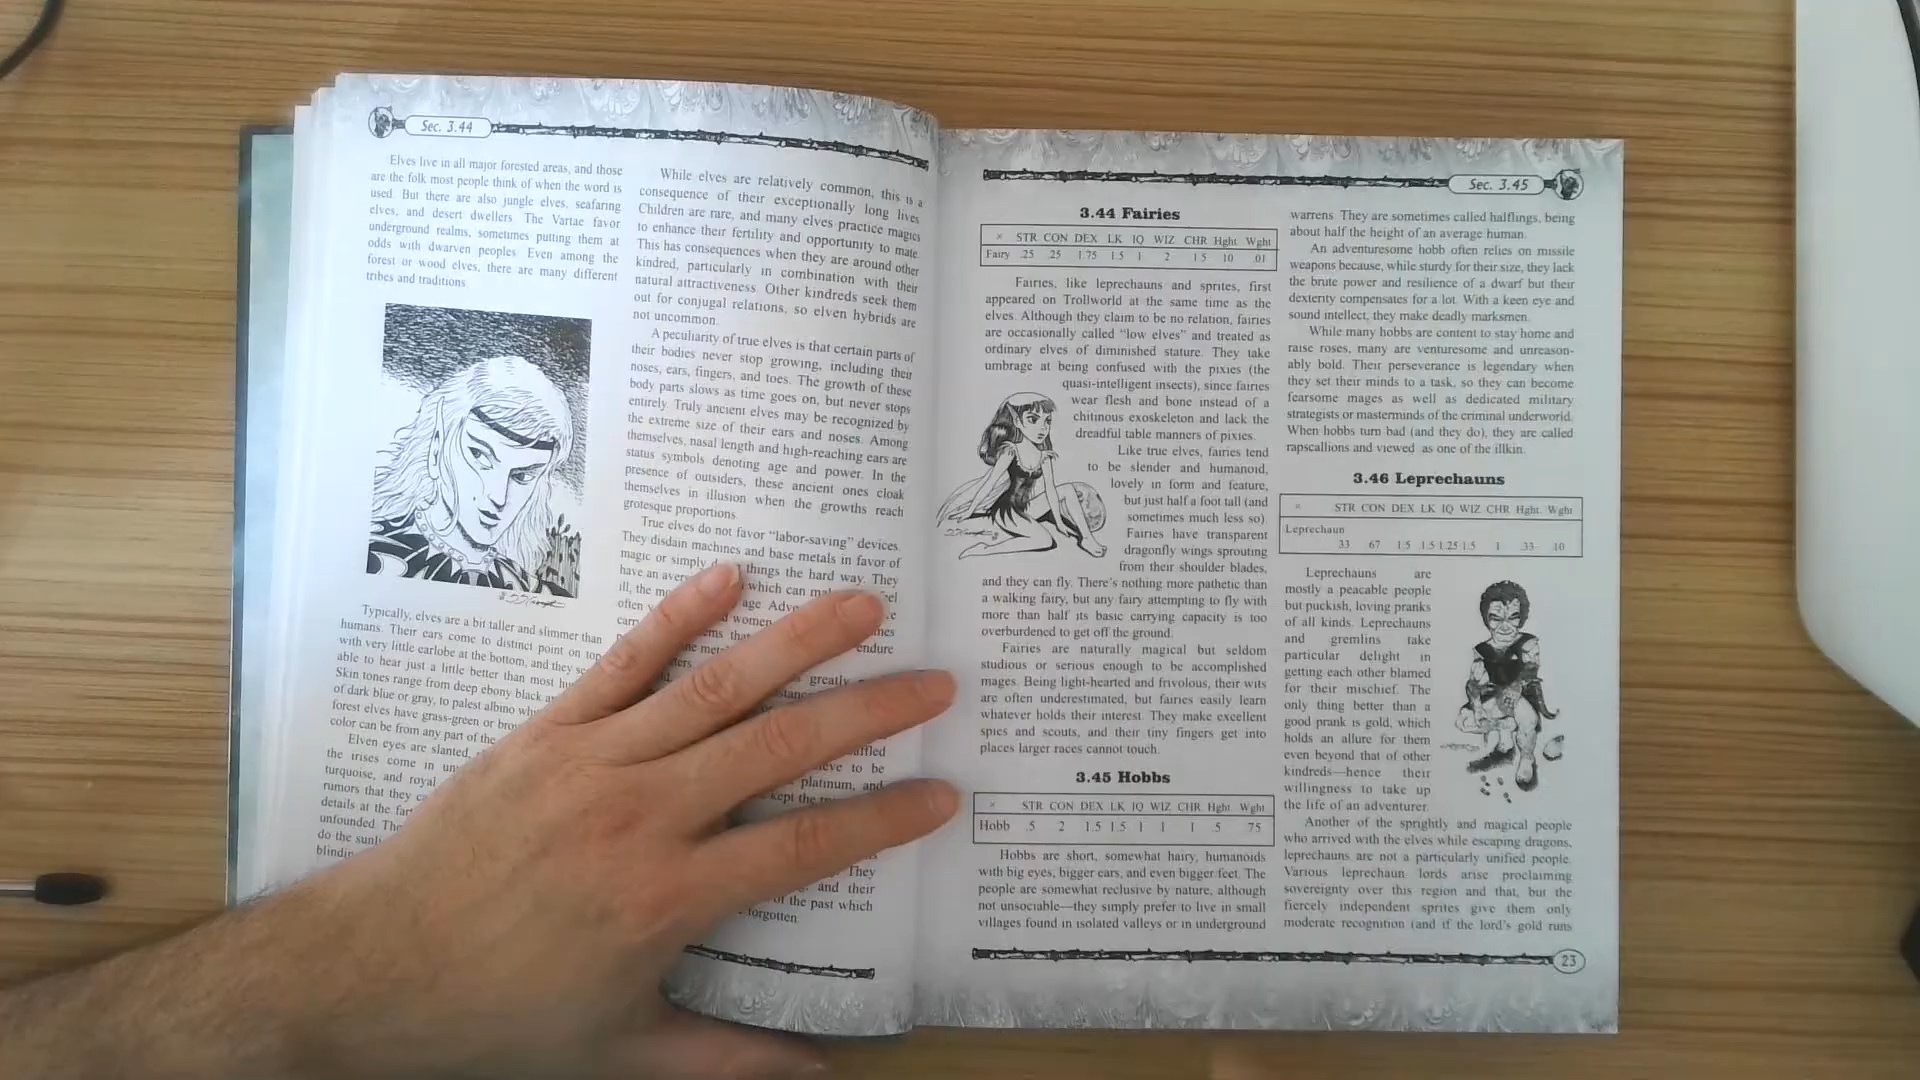 Sec. 3:44
Elves live in all major forested areas, and those
are the folk most people think of when the word is
used. But there are also jungle elves, seafaring
elves, and desert dwellers. The Vartae favor
underground realms, sometimes putting them at
odds with dwarven peoples. Even among the
forest or wood elves, there are many different
tribes and traditions.
Typically, elves are a bit taller and slimmer than
humans. Their ears come to distinct point on top
with very little earlobe at the bottom, and they
able to hear just a little better than most
Skin tones range from deep ebony black
of dark blue or gray, to palest albino
forest elves have grass-green or
color can be from any part of the
Elven eyes are slanted,
the irises come in
turquoise, and royal
rumors that they
details at the
unfounded.
do the
While elves are relatively common, this is a
consequence of their exceptionally long lives.
Children are rare, and many elves practice magics
to enhance their fertility and opportunity to mate.
This has consequences when they are around other
kindred, particularly in combination with their
natural attractiveness. Other kindreds seek them
out for conjugal relations, so elven hybrids are
not uncommon.
A peculiarity of true elves is that certain parts of
their bodies never stop growing, including their
noses, ears, fingers, and toes. The growth of these
body parts slows as time goes on, but never stops
entirely. Truly ancient elves may be recognized by
the extreme size of their ears and noses. Among
themselves, nasal length and high-reaching ears are
status symbols denoting age and power. In the
presence of outsiders, these ancient ones cloak
themselves in illusion when the growths reach
grotesque proportions.
True elves do not favor "labor-saving" devices.
They disdain machines and base metals in favor of
magic or simply things the hard way. They
have an which can
ill, the
often women
that
the endure
greatly
to be
platinum, and
kept the
They
and their
of the past which
forgotten.
Sec. 3.45
3.44 Fairies
× STR CON DEX LK IQ WIZ CHR Hght Wght
Fairy .25 .25 1.75 1.5 1 2 1.5 10 .01
Fairies, like leprechauns and sprites, first
appeared on Trollworld at the same time as the
elves. Although they claim to be no relation, fairies
are occasionally called "low elves" and treated as
ordinary elves of diminished stature. They take
umbrage at being confused with the pixies (the
quasi-intelligent insects), since fairies
wear flesh and bone instead of a
chitinous exoskeleton and lack the
dreadful table manners of pixies.
Like true elves, fairies tend
to be slender and humanoid,
lovely in form and feature,
but just half a foot tall (and
sometimes much less so).
Fairies have transparent
dragonfly wings sprouting
from their shoulder blades,
and they can fly. There's nothing more pathetic than
a walking fairy, but any fairy attempting to fly with
more than half its basic carrying capacity is too
overburdened to get off the ground.
Fairies are naturally magical but seldom
studious or serious enough to be accomplished
mages. Being light-hearted and frivolous, their wits
are often underestimated, but fairies easily learn
whatever holds their interest. They make excellent
spies and scouts, and their tiny fingers get into
places larger races cannot touch.
3.45 Hobbs
× STR CON DEX LK IQ WIZ CHR Hght Wght
Hobb .5 2 1.5 1.5 1 1 1 .5 .75
Hobbs are short, somewhat hairy, humanoids
with big eyes, bigger ears, and even bigger feet. The
people are somewhat reclusive by nature, although
not unsociable—they simply prefer to live in small
villages found in isolated valleys or in underground
warrens. They are sometimes called halflings, being
about half the height of an average human.
An adventuresome hobb often relies on missile
weapons because, while sturdy for their size, they lack
the brute power and resilience of a dwarf but their
dexterity compensates for a lot. With a keen eye and
sound intellect, they make deadly marksmen.
While many hobbs are content to stay home and
raise roses, many are venturesome and unreason-
ably bold. Their perseverance is legendary when
they set their minds to a task, so they can become
fearsome mages as well as dedicated military
strategists or masterminds of the criminal underworld.
When hobbs turn bad (and they do), they are called
rapscallions and viewed as one of the illkin.
3.46 Leprechauns
× STR CON DEX LK IQ WIZ CHR Hght. Wght
Leprechaun
.33 .67 1.5 1.5 1.25 1.5 1 .33 .10
Leprechauns are
mostly a peacable people
but puckish, loving pranks
of all kinds. Leprechauns
and gremlins take
particular delight in
getting each other blamed
for their mischief. The
only thing better than a
good prank is gold, which
holds an allure for them
even beyond that of other
kindreds—hence their
willingness to take up
the life of an adventurer.
Another of the sprightly and magical people
who arrived with the elves while escaping dragons,
leprechauns are not a particularly unified people.
Various leprechaun lords arise proclaiming
sovereignty over this region and that, but the
fiercely independent sprites give them only
moderate recognition (and if the lord's gold runs
23